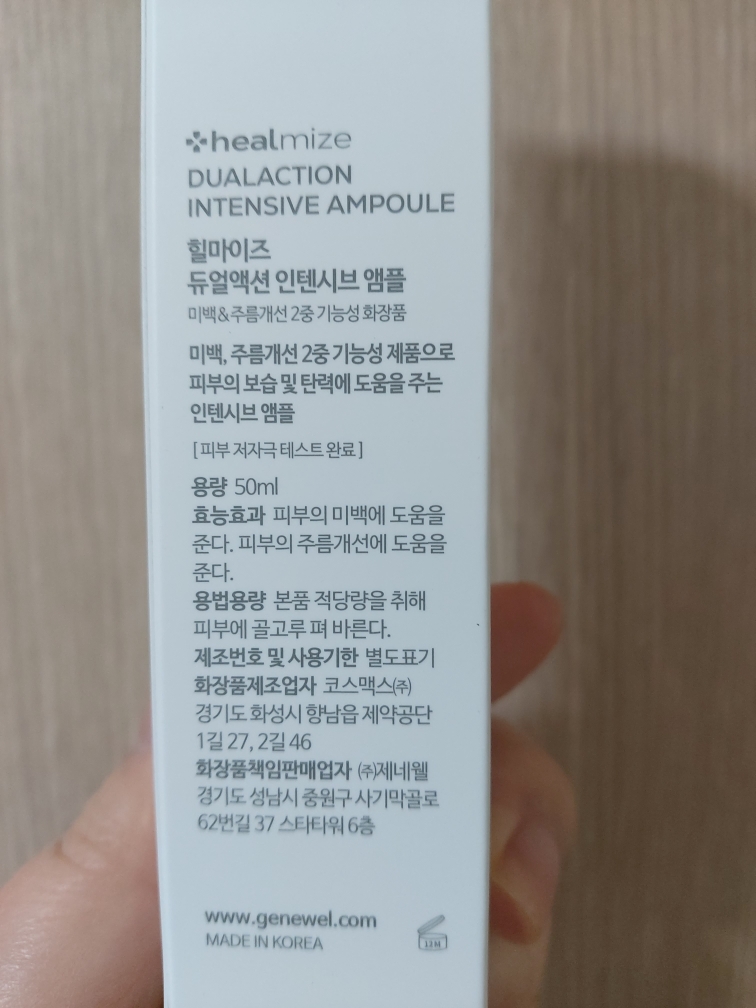 healmize
DUALACTION
INTENSIVE AMPOULE
힐마이즈
듀얼액션 인텐시브 앰플
미백&주름개선 2중 기능성 화장품
미백, 주름개선 2중 기능성 제품으로
피부의 보습 및 탄력에 도움을 주는
인텐시브 앰플
[ 피부 저자극 테스트 완료 ]
용량 50ml
효능효과 피부의 미백에 도움을
준다. 피부의 주름개선에 도움을
준다.
용법용량 본품 적당량을 취해
피부에 골고루 펴 바른다.
제조번호 및 사용기한 별도표기
화장품제조업자 코스맥스㈜
경기도 화성시 향남읍 제약공단
1길 27, 2길 46
화장품책임판매업자 ㈜제네웰
경기도 성남시 중원구 사기막골로
62번길 37 스타타워 6층
www.genewel.com
MADE IN KOREA
12M